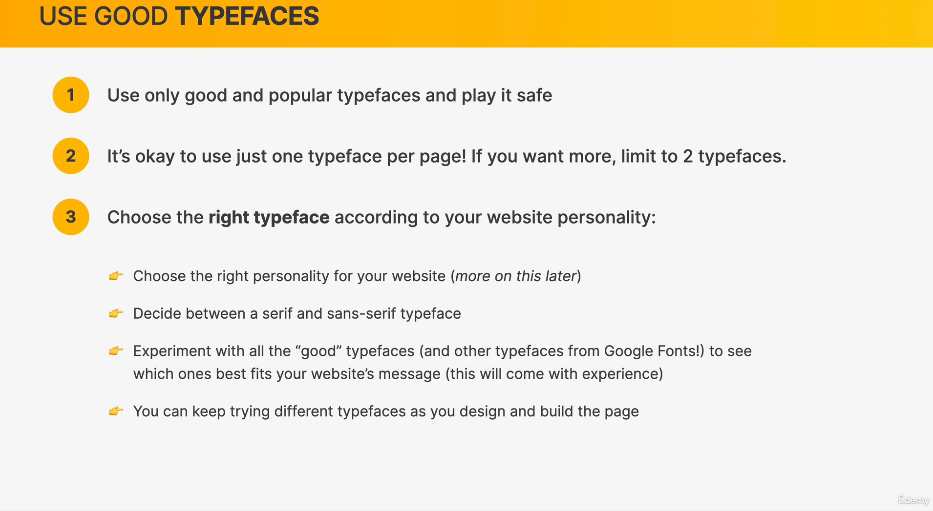 USE GOOD TYPEFACES
1 Use only good and popular typefaces and play it safe
2 It’s okay to use just one typeface per page! If you want more, limit to 2 typefaces.
3 Choose the right typeface according to your website personality:
Choose the right personality for your website (more on this later)
Decide between a serif and sans-serif typeface
Experiment with all the “good” typefaces (and other typefaces from Google Fonts!) to see
which ones best fits your website’s message (this will come with experience)
You can keep trying different typefaces as you design and build the page
ûdemy